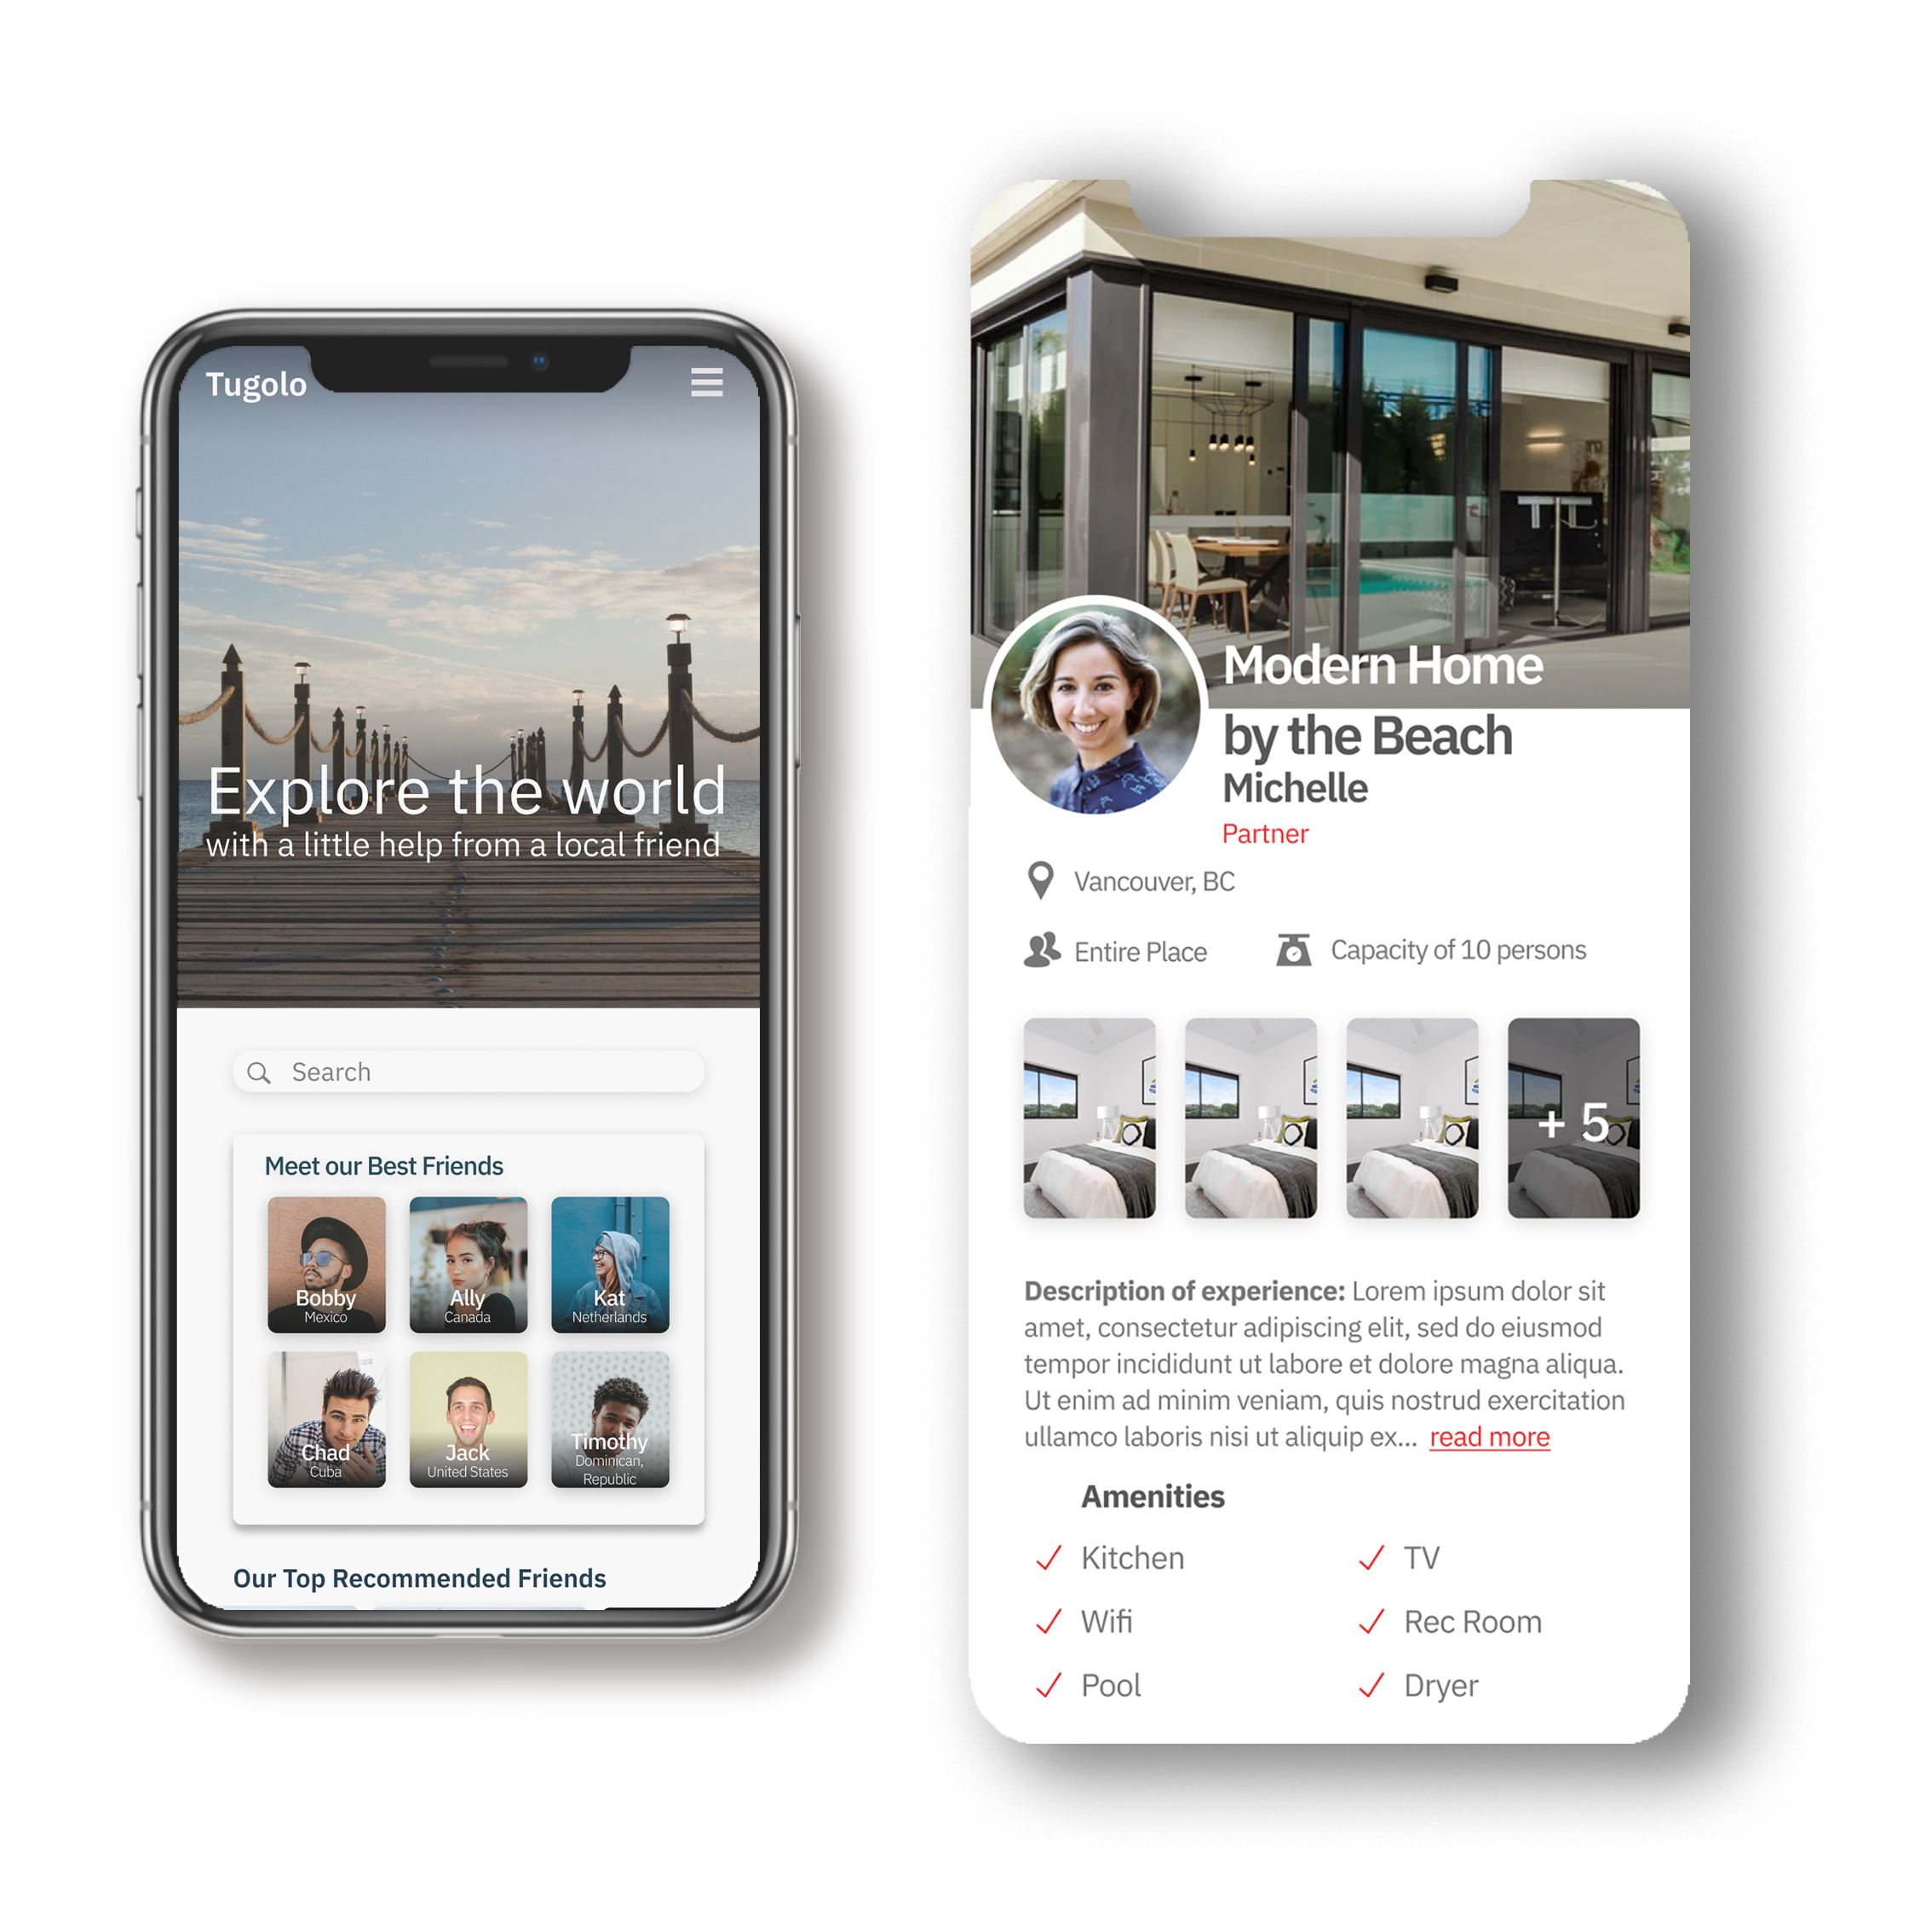 Tugolo
Explore the world
with a little help from a local friend
Search
Meet our Best Friends
Bobby
Mexico
Ally
Canada
Kat
Netherlands
Chad
Cuba
Jack
United States
Timothy
Dominican,
Republic
Our Top Recommended Friends
Modern Home
by the Beach
Michelle
Partner
Vancouver, BC
Entire Place
Capacity of 10 persons
+ 5
Description of experience: Lorem ipsum dolor sit
amet, consectetur adipiscing elit, sed do eiusmod
tempor incididunt ut labore et dolore magna aliqua.
Ut enim ad minim veniam, quis nostrud exercitation
ullamco laboris nisi ut aliquip ex... read more
Amenities
Kitchen
TV
Wifi
Rec Room
Pool
Dryer